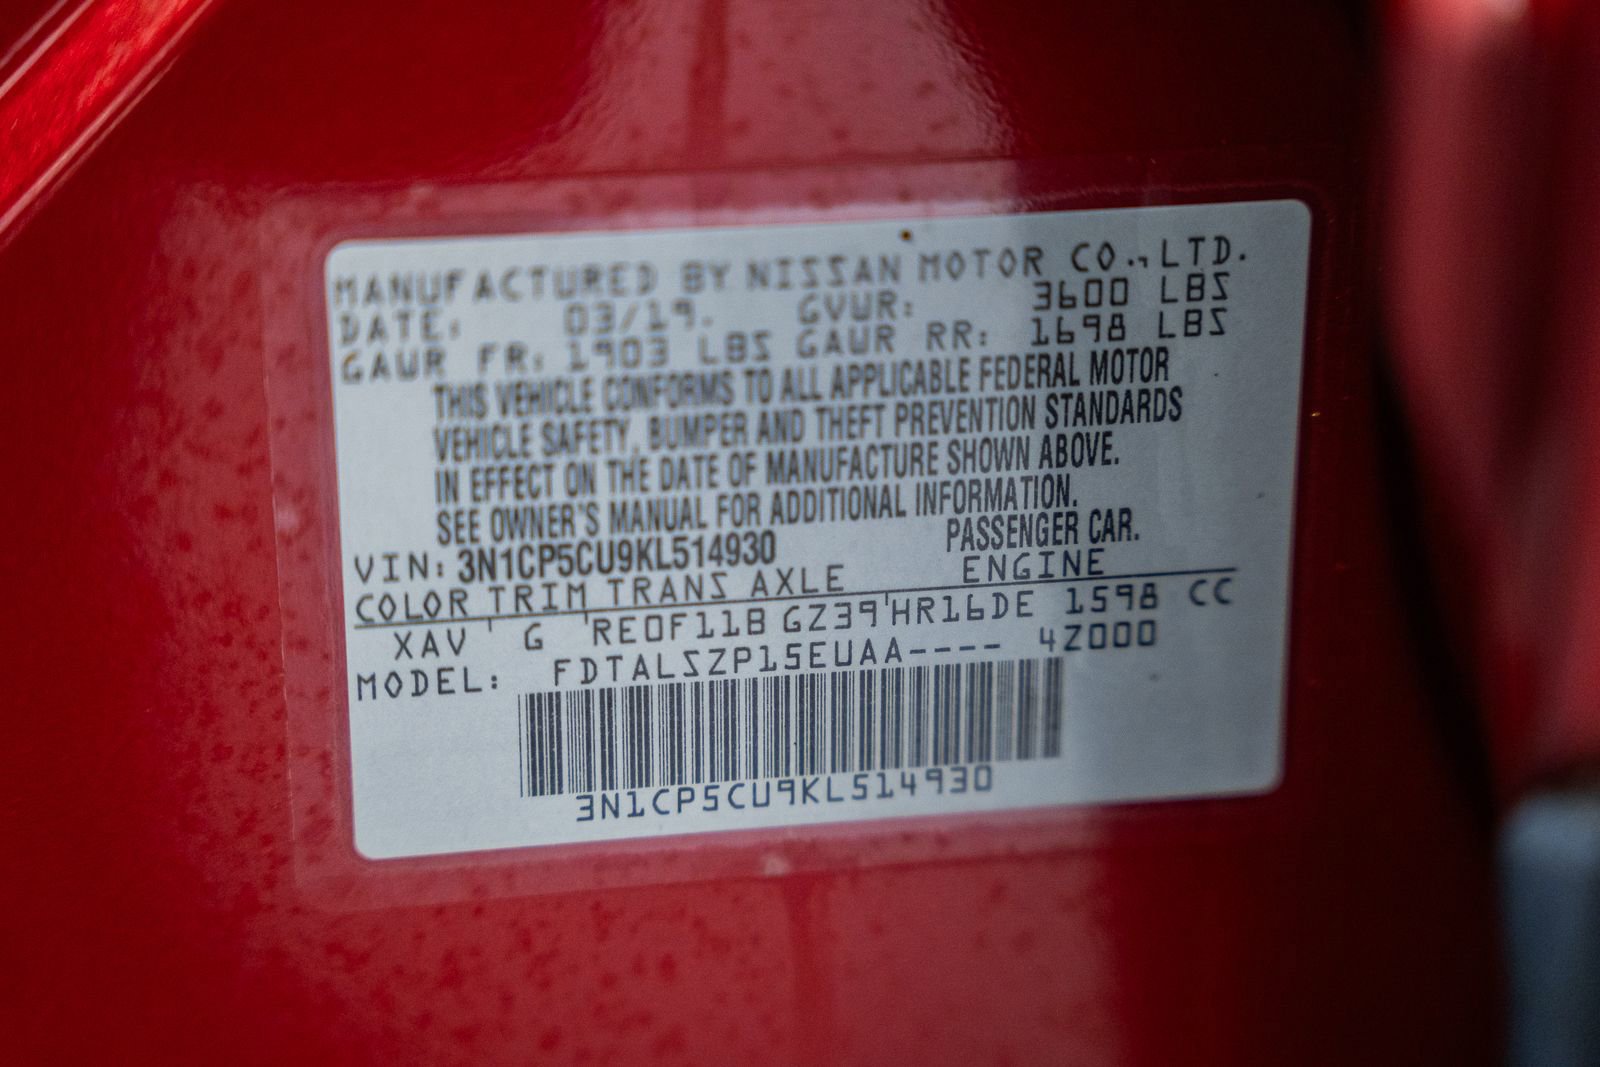 MANUFACTURED BY NISSAN MOTOR CO., LTD.
DATE: 03/19. GVWR: 3600 LBS
GAWR FR: 1903 LBS GAWR RR: 1698 LBS
THIS VEHICLE CONFORMS TO ALL APPLICABLE FEDERAL MOTOR
VEHICLE SAFETY, BUMPER AND THEFT PREVENTION STANDARDS
IN EFFECT ON THE DATE OF MANUFACTURE SHOWN ABOVE.
SEE OWNER'S MANUAL FOR ADDITIONAL INFORMATION.
VIN: 3N1CP5CU9KL514930 PASSENGER CAR.
COLOR TRIM TRANS AXLE ENGINE
XAV G RE0F11B GZ39 HR16DE 1598 CC
MODEL: FDTALSZP15EUAA---- 4Z000
3N1CP5CU9KL514930